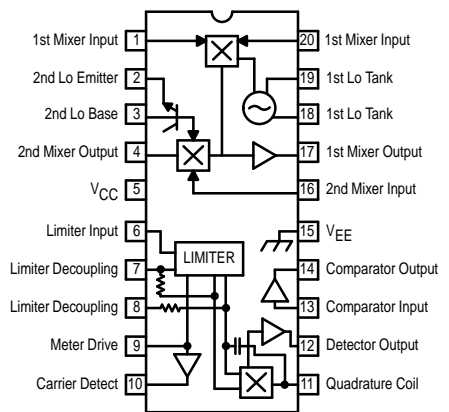 1st Mixer Input 1
2nd Lo Emitter 2
2nd Lo Base 3
2nd Mixer Output 4
VCC 5
Limiter Input 6
Limiter Decoupling 7
Limiter Decoupling 8
Meter Drive 9
Carrier Detect 10
LIMITER
20 1st Mixer Input
19 1st Lo Tank
18 1st Lo Tank
17 1st Mixer Output
16 2nd Mixer Input
15 VEE
14 Comparator Output
13 Comparator Input
12 Detector Output
11 Quadrature Coil